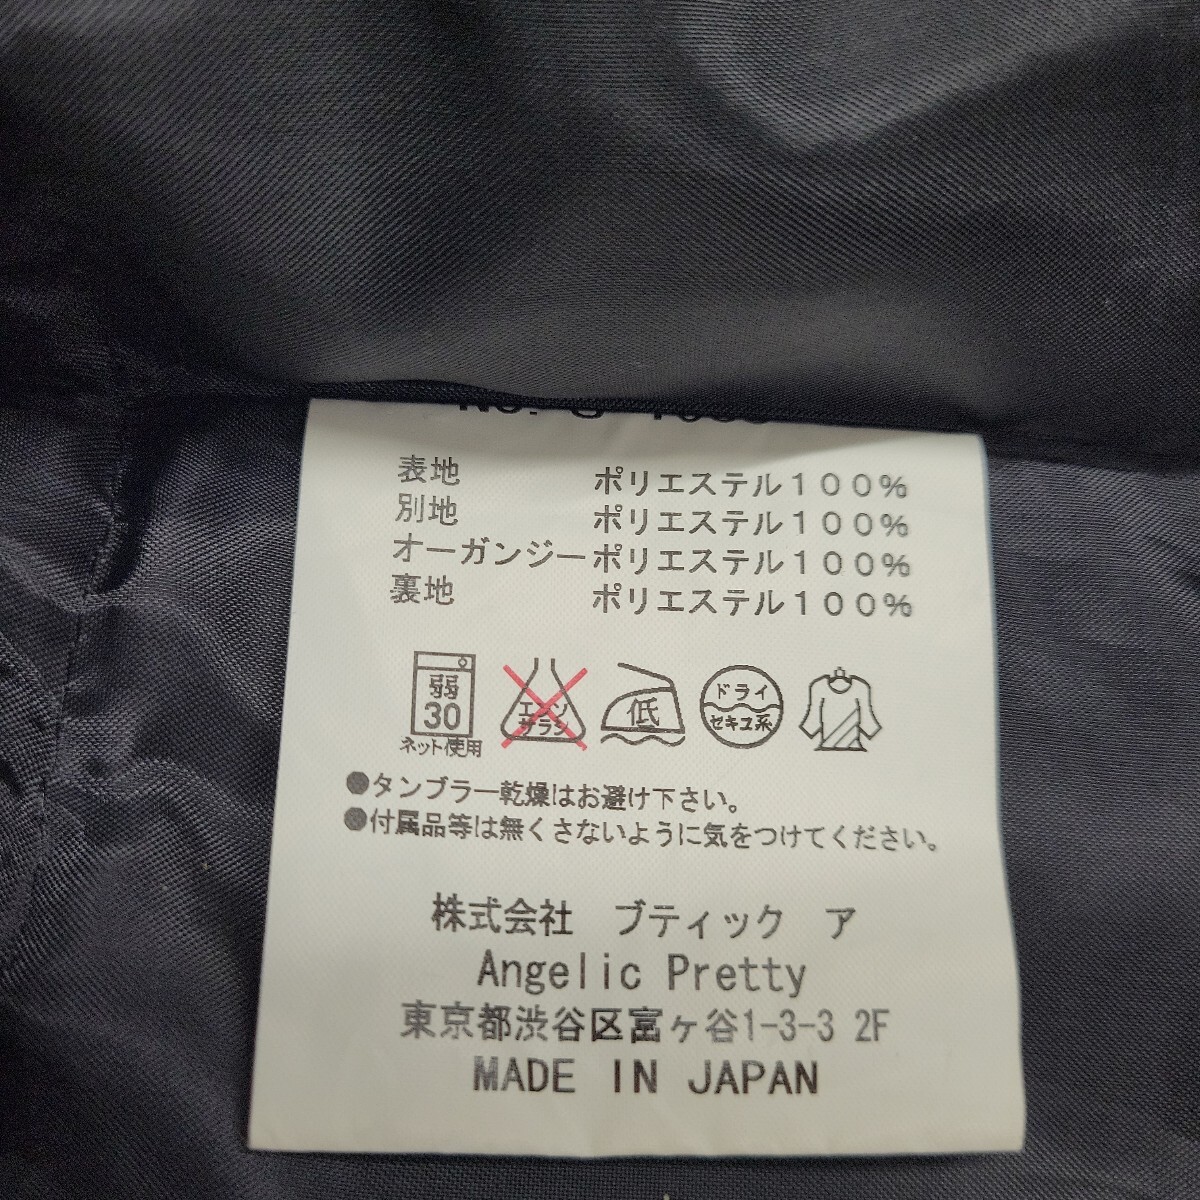 表地 ポリエステル１００％
別地 ポリエステル１００％
オーガンジー ポリエステル１００％
裏地 ポリエステル１００％
弱
30
ネット使用
エンソ
サラシ
低
ドライ
セキユ系
●タンブラー乾燥はお避け下さい。
●付属品等は無くさないように気をつけてください。
株式会社 ブティック ア
Angelic Pretty
東京都渋谷区富ヶ谷1-3-3 2F
MADE IN JAPAN